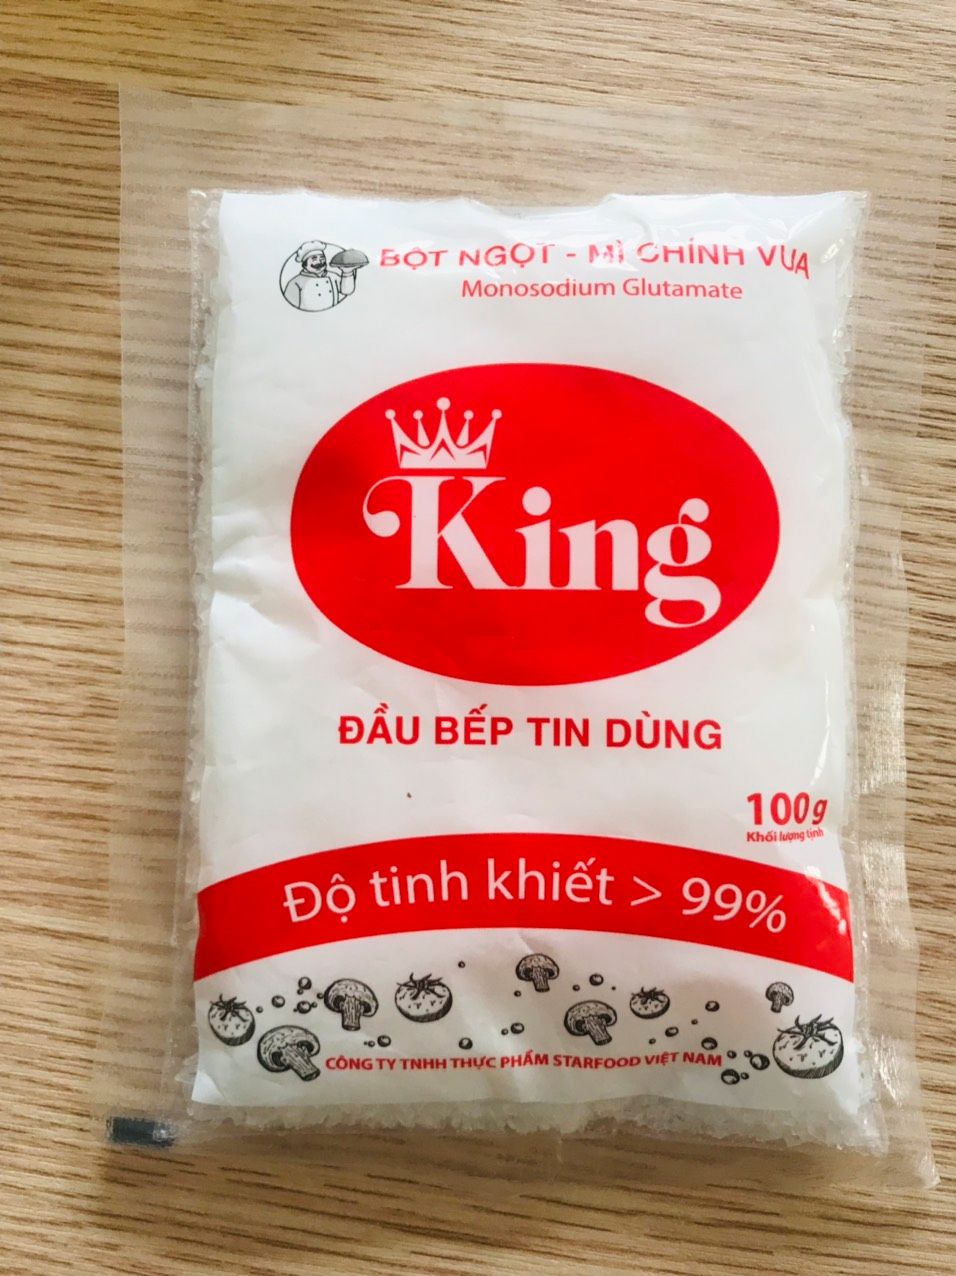 BỘT NGỌT - MÌ CHÍNH VUA
Monosodium Glutamate
King
ĐẦU BẾP TIN DÙNG
100g
Khối lượng tịnh
Độ tinh khiết > 99%
CÔNG TY TNHH THỰC PHẨM STARFOOD VIỆT NAM